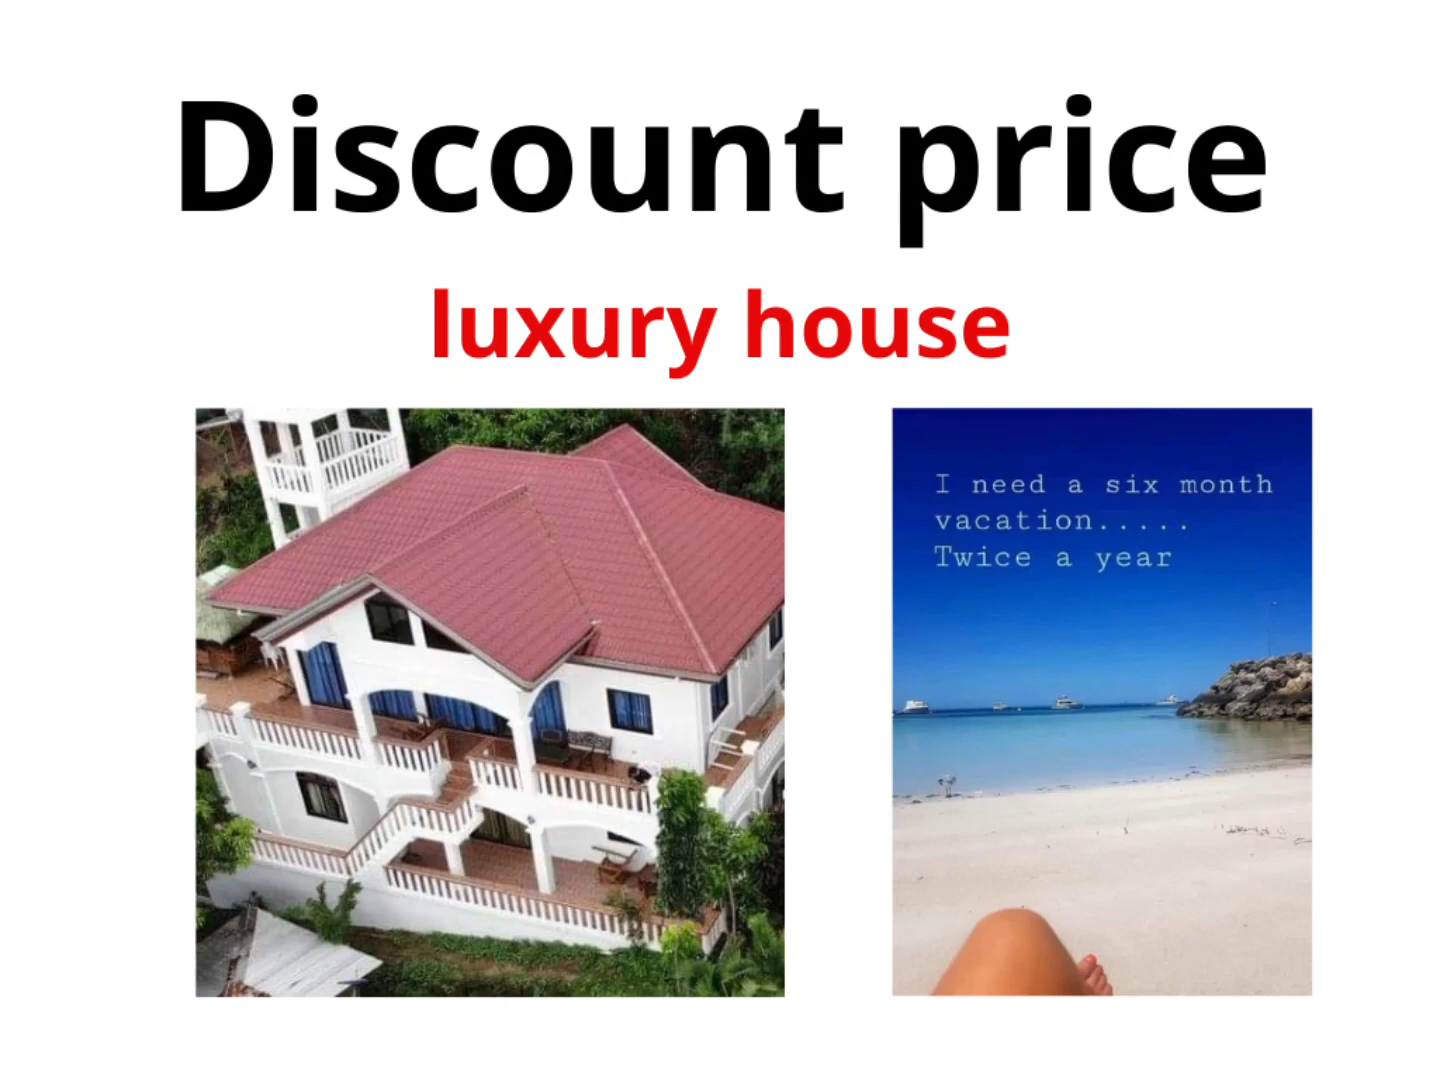 Discount price
luxury house
I need a six month
vacation.....
Twice a year